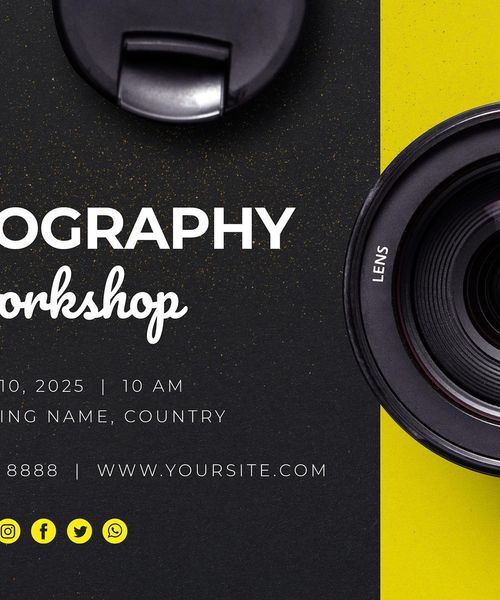 OGRAPHY
orkshop
10, 2025 | 10 AM
ING NAME, COUNTRY
8888 | WWW.YOURSITE.COM
LENS